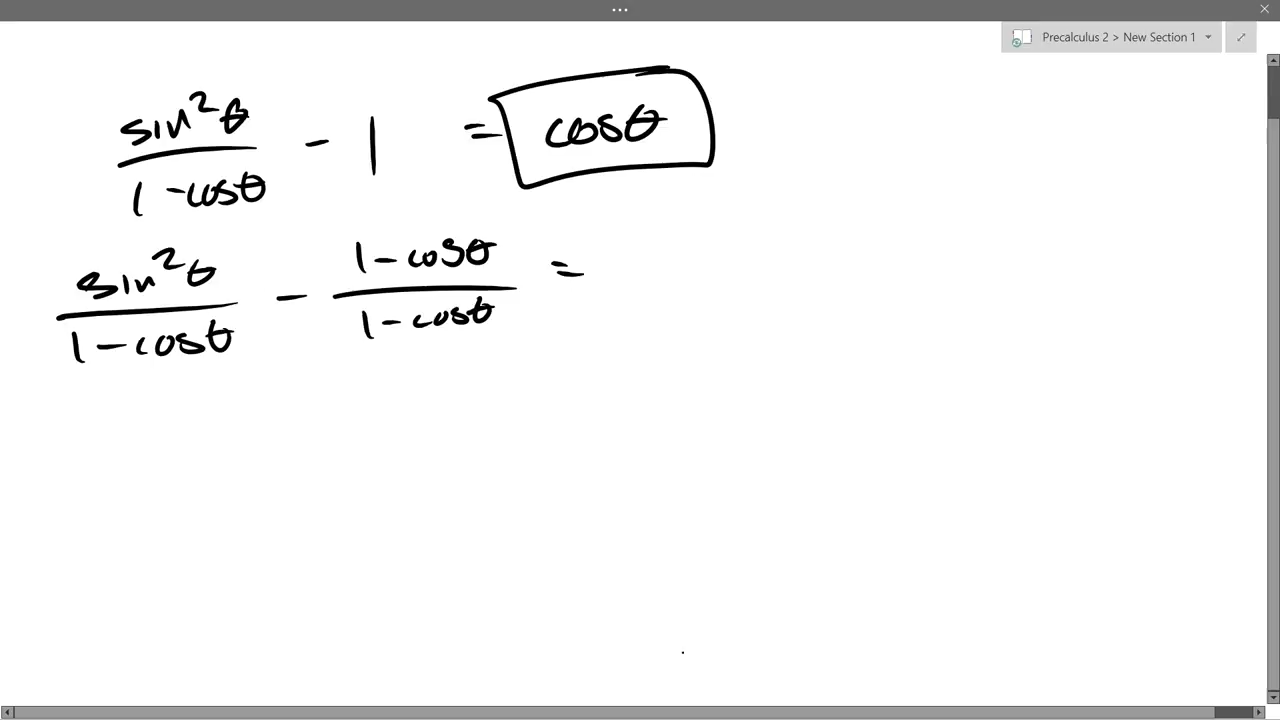 Precalculus 2 > New Section 1
sin²θ / 1-cosθ - 1 = cosθ
sin²θ / 1-cosθ - 1-cosθ / 1-cosθ =